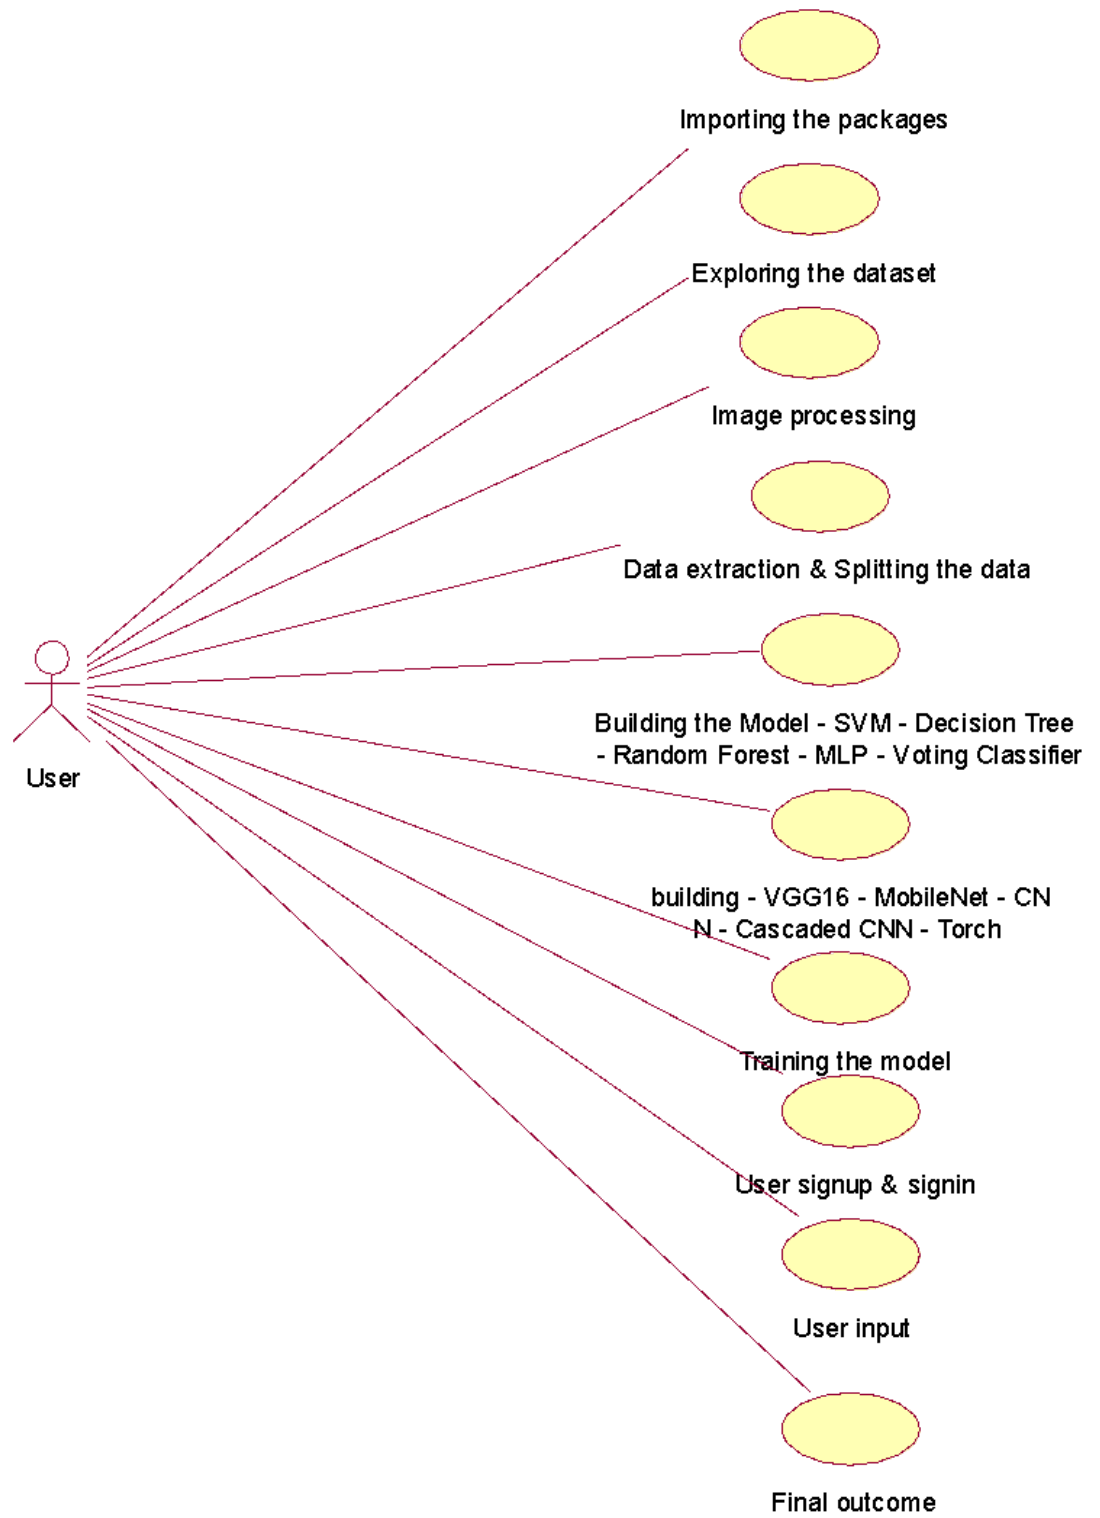 Importing the packages
Exploring the dataset
Image processing
Data extraction & Splitting the data
Building the Model - SVM - Decision Tree
- Random Forest - MLP - Voting Classifier
User
building - VGG16 - MobileNet - CN
N - Cascaded CNN - Torch
Training the model
User signup & signin
User input
Final outcome